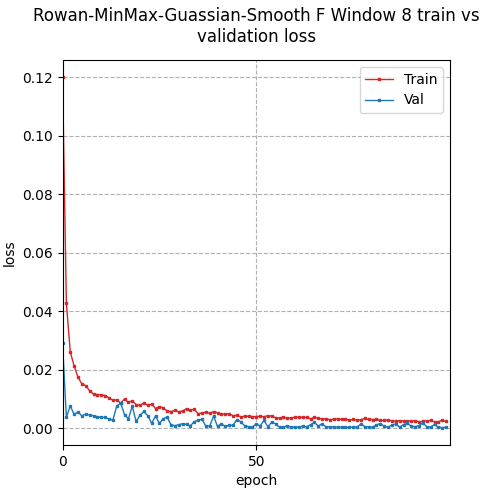 Rowan-MinMax-Guassian-Smooth F Window 8 train vs
validation loss
Train
Val
0.12
0.10
0.08
0.06
0.04
0.02
0.00
loss
0
50
epoch